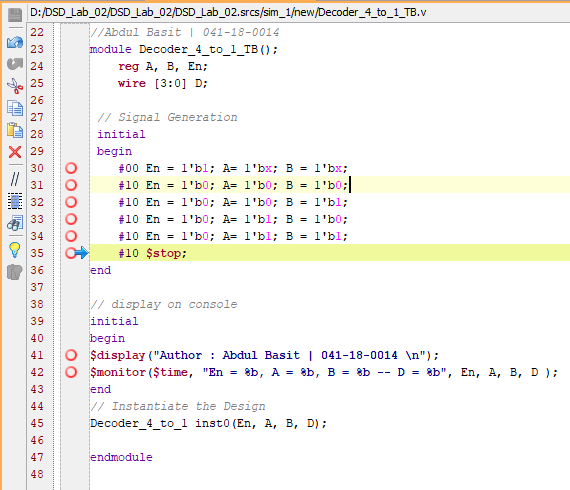 D:/DSD_Lab_02/DSD_Lab_02/DSD_Lab_02.srcs/sim_1/new/Decoder_4_to_1_TB.v
22 //Abdul Basit | 041-18-0014
23 module Decoder_4_to_1_TB();
24 reg A, B, En;
25 wire [3:0] D;
26
27 // Signal Generation
28 initial
29 begin
30 #00 En = 1'b1; A= 1'bx; B = 1'bx;
31 #10 En = 1'b0; A= 1'b0; B = 1'b0;
32 #10 En = 1'b0; A= 1'b0; B = 1'b1;
33 #10 En = 1'b0; A= 1'b1; B = 1'b0;
34 #10 En = 1'b0; A= 1'b1; B = 1'b1;
35 #10 $stop;
36 end
37
38 // display on console
39 initial
40 begin
41 $display("Author : Abdul Basit | 041-18-0014 \n");
42 $monitor($time, "En = %b, A = %b, B = %b -- D = %b", En, A, B, D );
43 end
44 // Instantiate the Design
45 Decoder_4_to_1 inst0(En, A, B, D);
46
47 endmodule
48